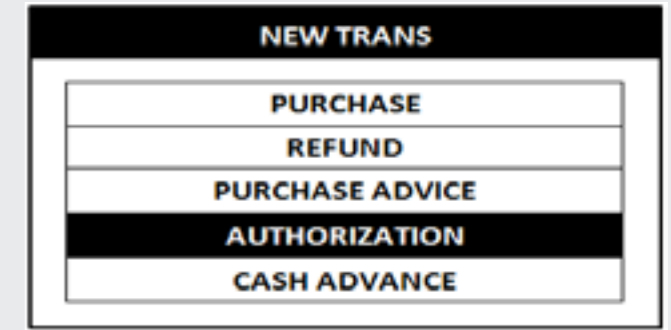 NEW TRANS
PURCHASE
REFUND
PURCHASE ADVICE
AUTHORIZATION
CASH ADVANCE